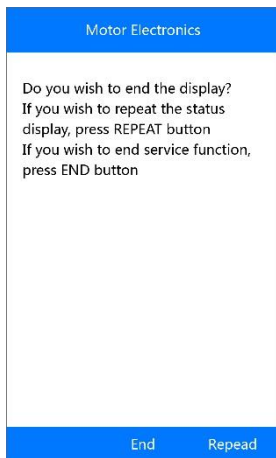 Motor Electronics
Do you wish to end the display?
If you wish to repeat the status
display, press REPEAT button
If you wish to end service function,
press END button
End Repead